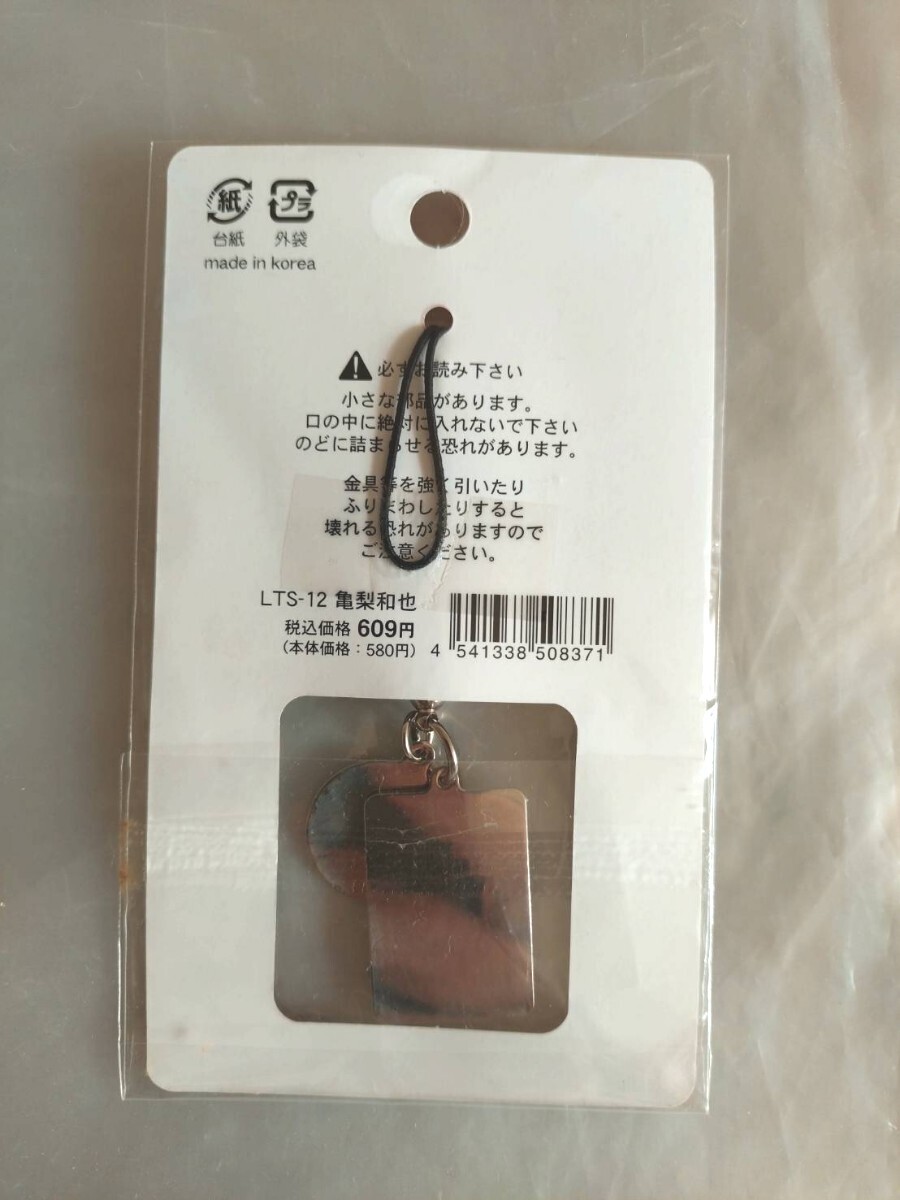 紙 プラ
台紙 外袋
made in korea
必ずお読み下さい
小さな部品があります。
口の中に絶対に入れないで下さい
のどに詰まらせる恐れがあります。
金具等を強く引いたり
ふりまわしたりすると
壊れる恐れがありますので
ご注意ください。
LTS-12 亀梨和也
税込価格 609円
(本体価格:580円)
4 541338 508371